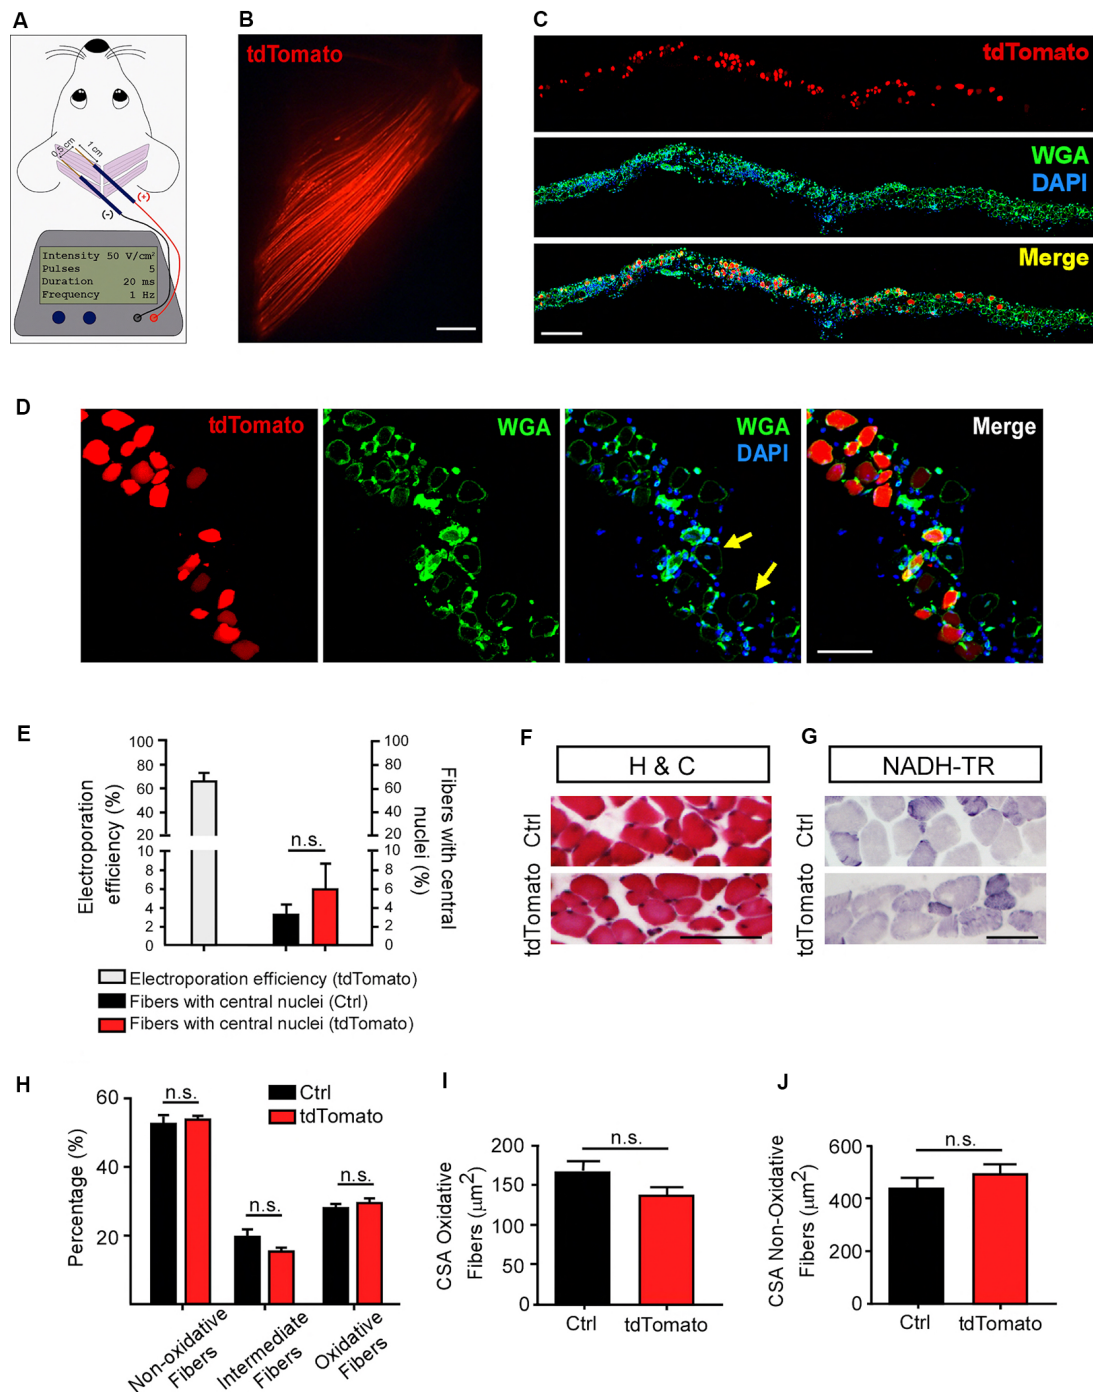 A
0.5 cm
1 cm
(+)
(-)
Intensity 50 V/cm²
Pulses 5
Duration 20 ms
Frequency 1 Hz
B
tdTomato
C
tdTomato
WGA
DAPI
Merge
D
tdTomato
WGA
WGA
DAPI
Merge
E
Electroporation
efficiency (%)
100
80
60
40
20
10
8
6
4
2
0
n.s.
100
80
60
40
20
10
8
6
4
2
0
Fibers with central
nuclei (%)
Electroporation efficiency (tdTomato)
Fibers with central nuclei (Ctrl)
Fibers with central nuclei (tdTomato)
F
H & C
Ctrl
tdTomato
G
NADH-TR
Ctrl
tdTomato
H
Percentage (%)
60
40
20
n.s.
n.s.
n.s.
Ctrl
tdTomato
Non-oxidative
Fibers
Intermediate
Fibers
Oxidative
Fibers
I
CSA Oxidative
Fibers (µm²)
200
150
100
50
0
n.s.
Ctrl
tdTomato
J
CSA Non-Oxidative
Fibers (µm²)
600
400
200
0
n.s.
Ctrl
tdTomato